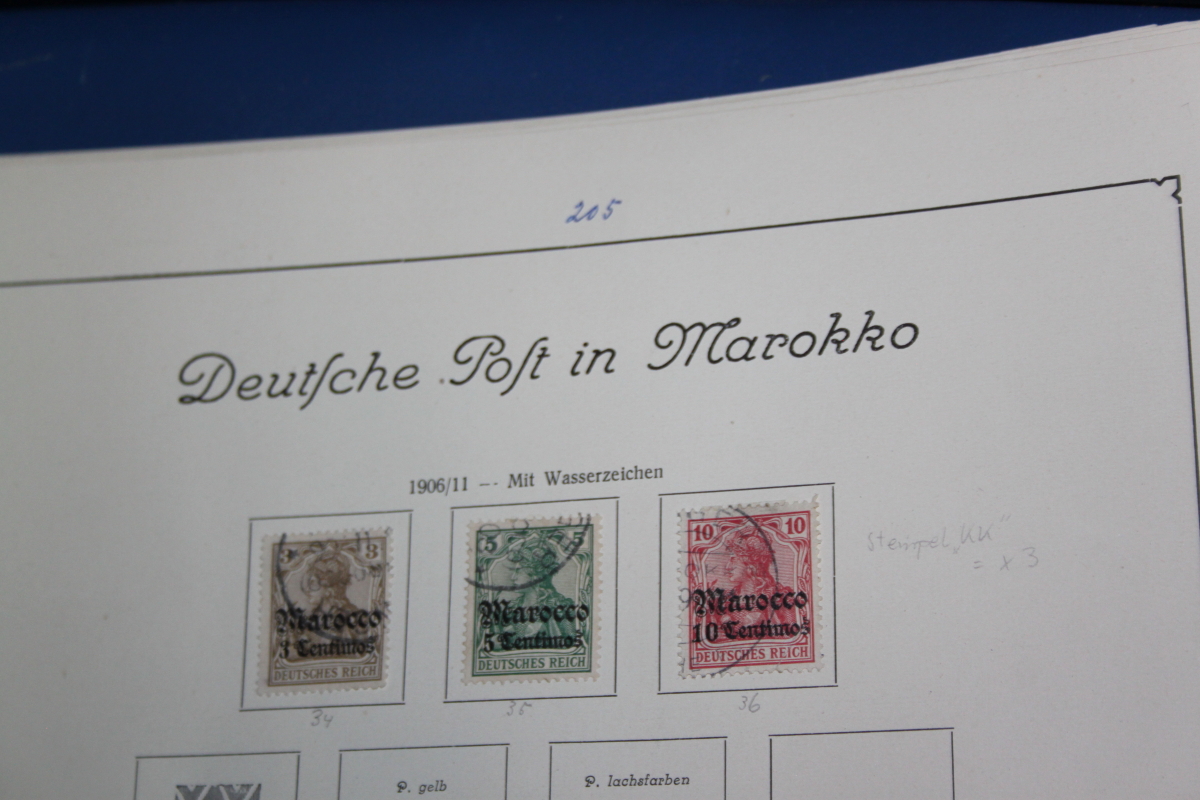 205
Deutſche Poſt in Marokko
1906/11 -- Mit Wasserzeichen
3 3
Marocco
3 Centimos
DEUTSCHES REICH
34
5 5
Marocco
5 Centimos
DEUTSCHES REICH
35
10 10
Marocco
10 Centimos
DEUTSCHES REICH
36
Stempel „KK"
= x 3
P. gelb
P. lachsfarben